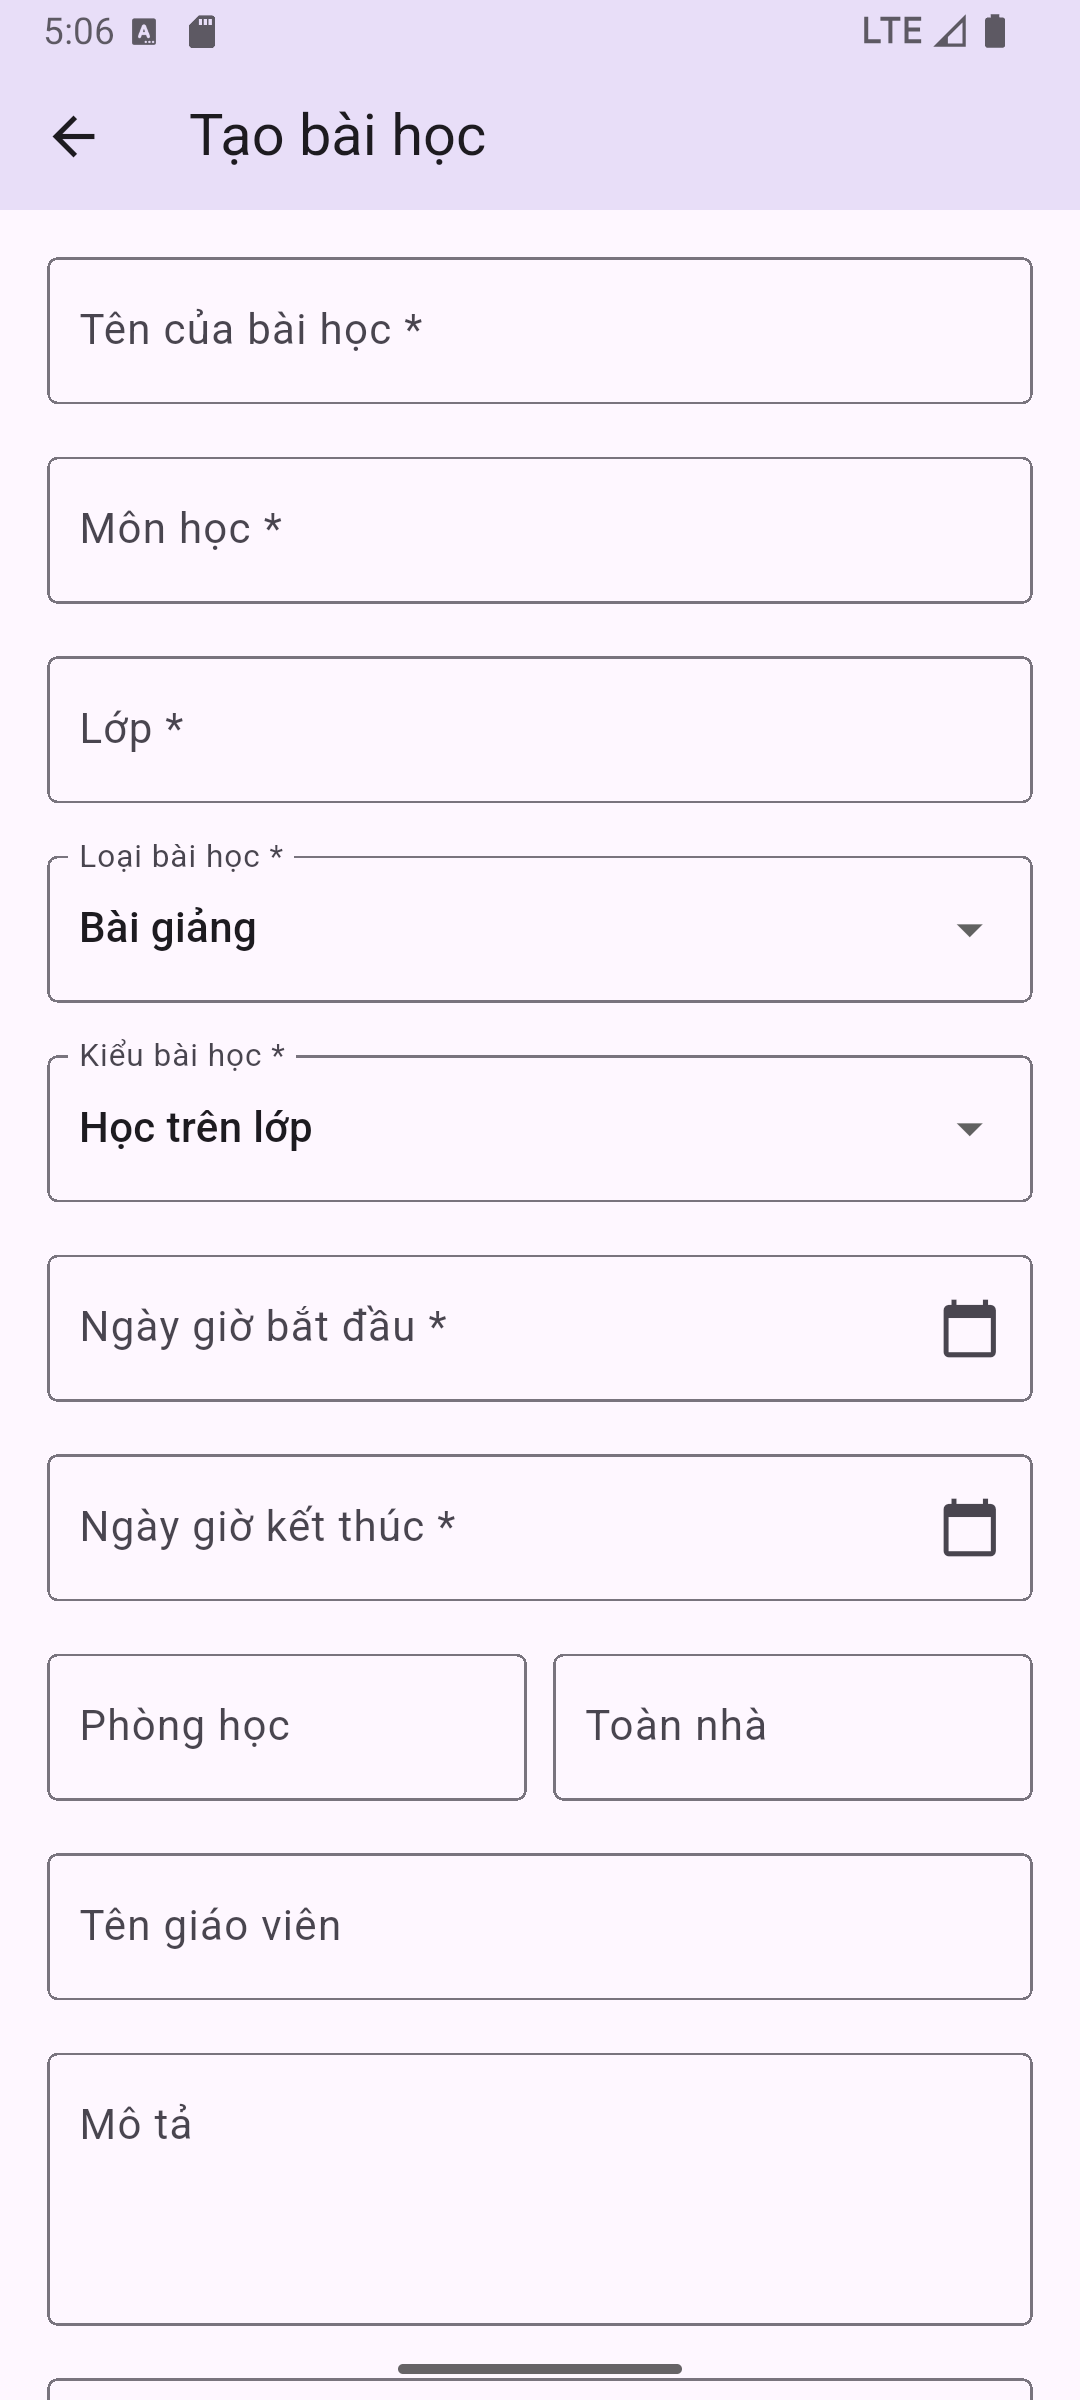 5:06
LTE
Tạo bài học
Tên của bài học *
Môn học *
Lớp *
Loại bài học *
Bài giảng
Kiểu bài học *
Học trên lớp
Ngày giờ bắt đầu *
Ngày giờ kết thúc *
Phòng học
Toàn nhà
Tên giáo viên
Mô tả